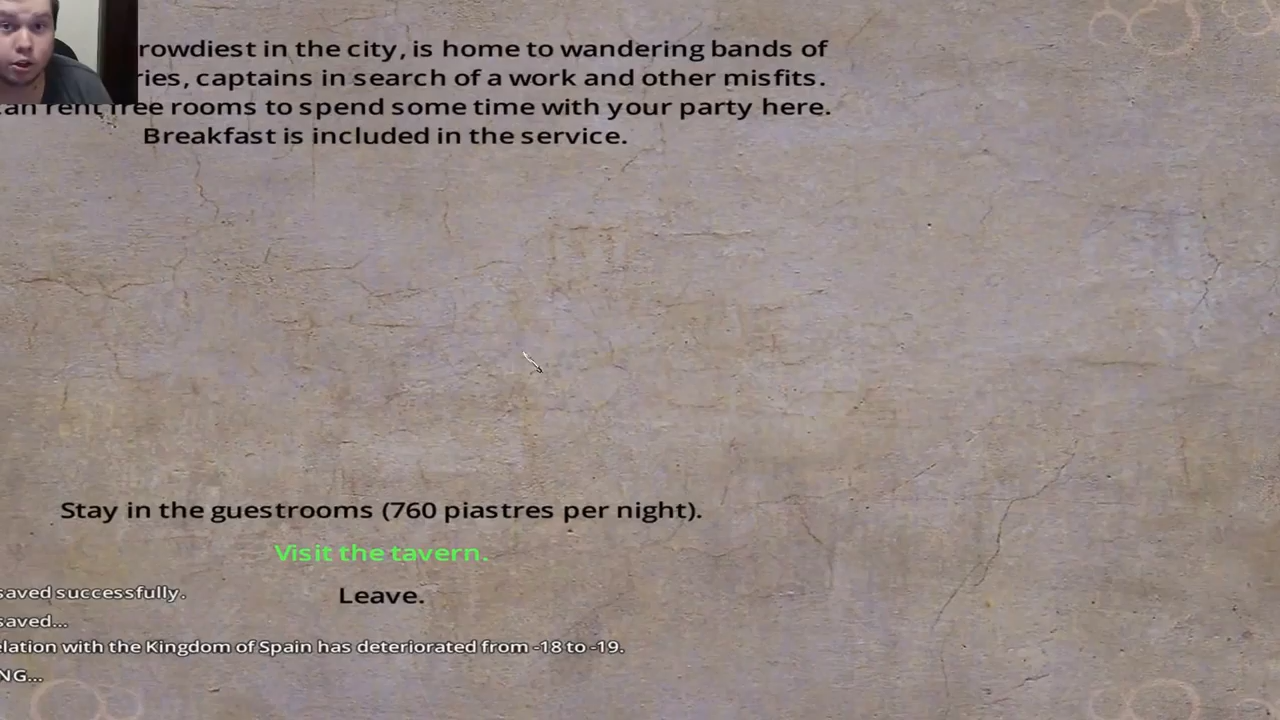 rowdiest in the city, is home to wandering bands of
ries, captains in search of a work and other misfits.
an rent free rooms to spend some time with your party here.
Breakfast is included in the service.
Stay in the guestrooms (760 piastres per night).
Visit the tavern.
Leave.
saved successfully.
saved...
elation with the Kingdom of Spain has deteriorated from -18 to -19.
NG...